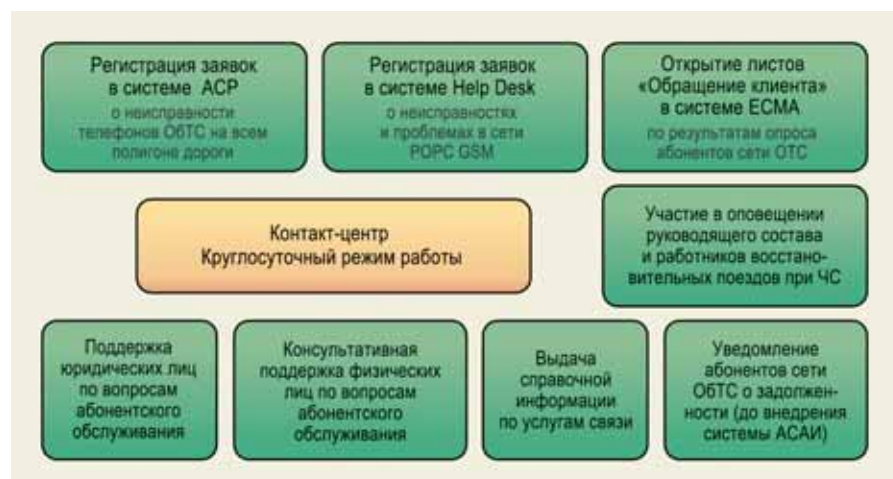 Регистрация заявок
в системе АСР
о неисправности
телефонов ОбТС на всем
полигоне дороги
Регистрация заявок
в системе Help Desk
о неисправностях
и проблемах в сети
РОРС GSM
Открытие листов
«Обращение клиента»
в системе ЕСМА
по результатам опроса
абонентов сети ОТС
Контакт-центр
Круглосуточный режим работы
Участие в оповещении
руководящего состава
и работников восстано-
вительных поездов при ЧС
Поддержка
юридических лиц
по вопросам
абонентского
обслуживания
Консультативная
поддержка физических
лиц по вопросам
абонентского
обслуживания
Выдача
справочной
информации
по услугам связи
Уведомление
абонентов сети
ОбТС о задолжен-
ности (до внедрения
системы АСАИ)